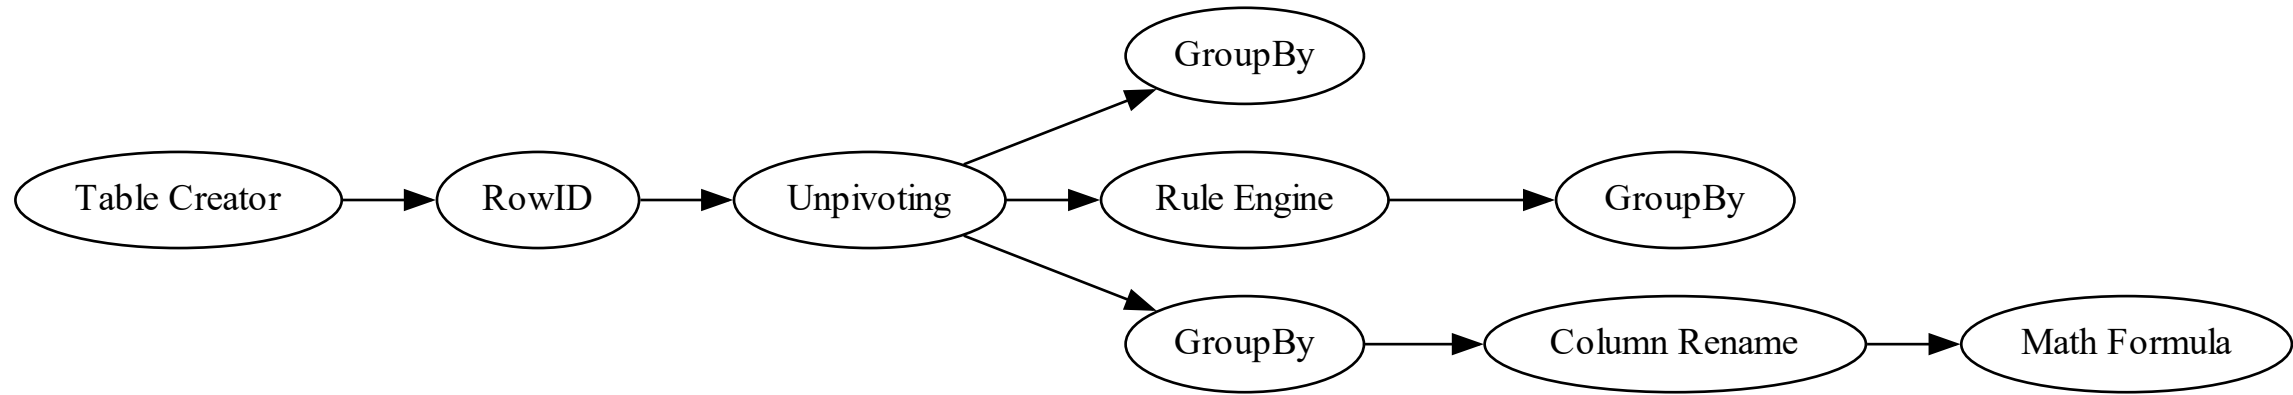 GroupBy
Table Creator
RowID
Unpivoting
Rule Engine
GroupBy
GroupBy
Column Rename
Math Formula